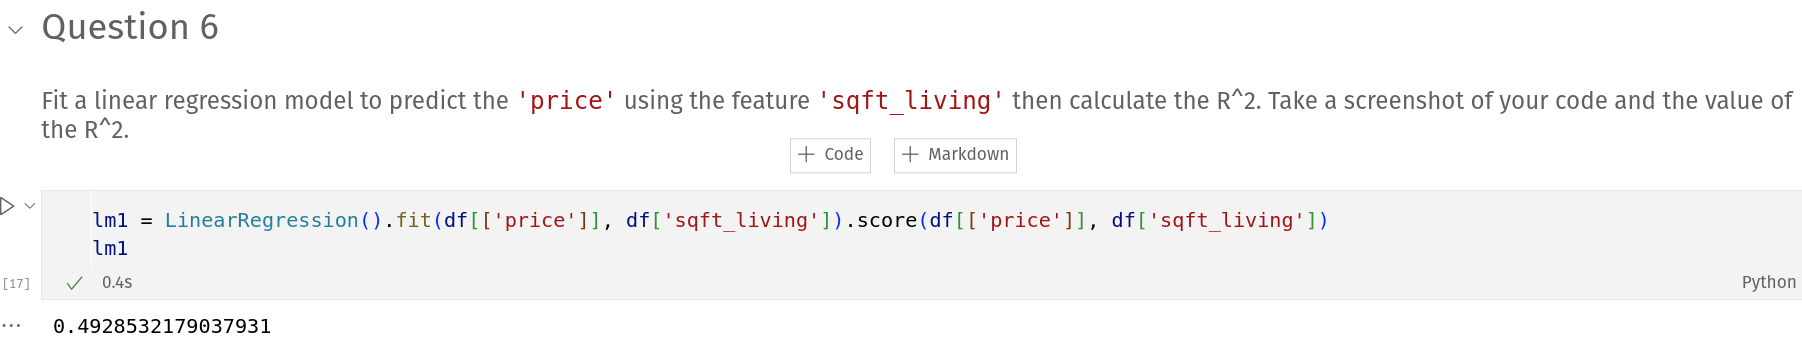 Question 6
Fit a linear regression model to predict the 'price' using the feature 'sqft_living' then calculate the R^2. Take a screenshot of your code and the value of
the R^2.
+ Code + Markdown
lm1 = LinearRegression().fit(df[['price']], df['sqft_living']).score(df[['price']], df['sqft_living'])
lm1
[17] 0.4s Python
... 0.4928532179037931